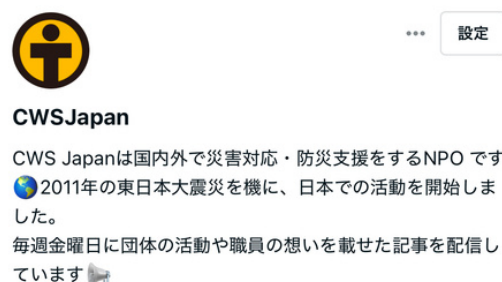 設定
CWSJapan
CWS Japanは国内外で災害対応・防災支援をするNPO です
🌎2011年の東日本大震災を機に、日本での活動を開始しま
した。
毎週金曜日に団体の活動や職員の想いを載せた記事を配信し
ています📢